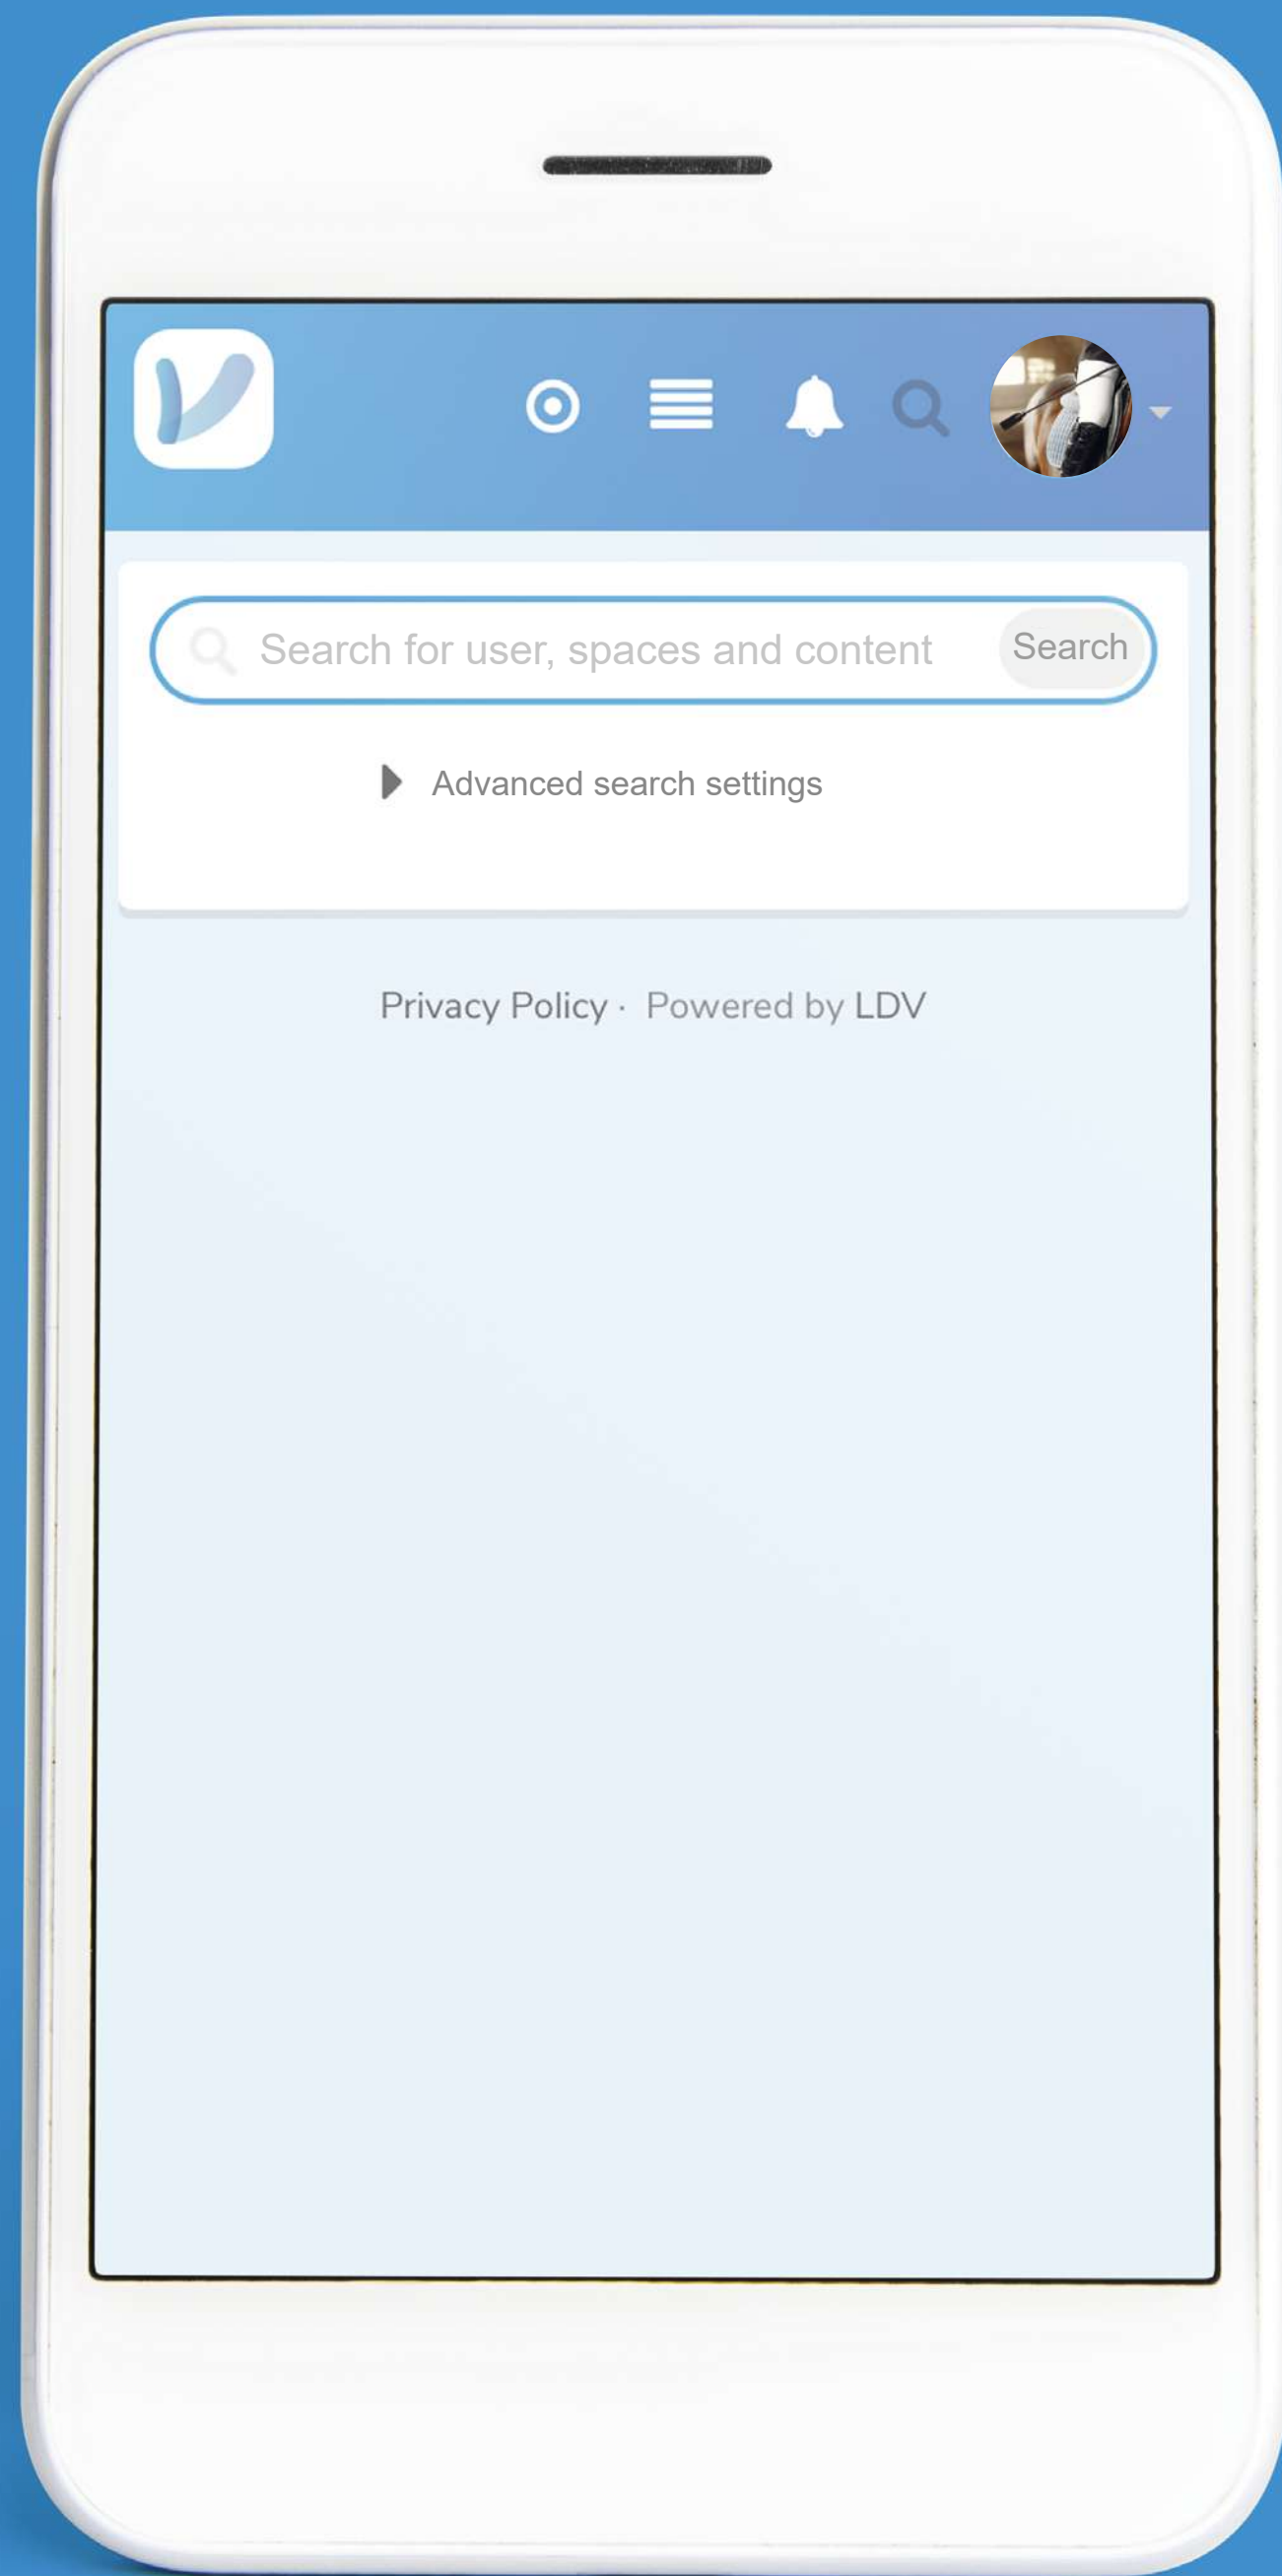 Search for user, spaces and content Search
Advanced search settings
Privacy Policy · Powered by LDV